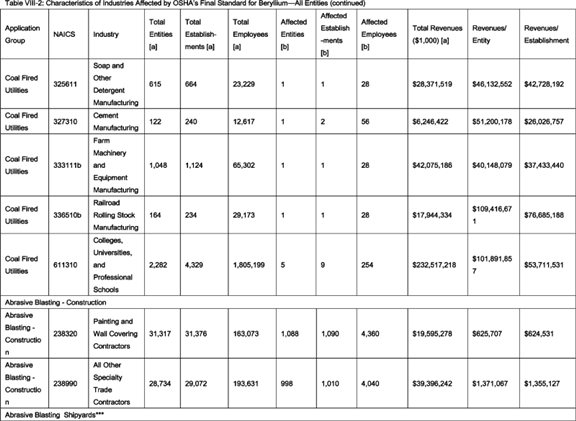 Table VIII-2: Characteristics of Industries Affected by OSHA's Final Standard for Beryllium—All Entities (continued)
Application Group | NAICS | Industry | Total Entities [a] | Total Establish-ments [a] | Total Employees [a] | Affected Entities [b] | Affected Establish-ments [b] | Affected Employees [b] | Total Revenues ($1,000) [a] | Revenues/ Entity | Revenues/ Establishment
Coal Fired Utilities | 325611 | Soap and Other Detergent Manufacturing | 615 | 664 | 23,229 | 1 | 1 | 28 | $28,371,519 | $46,132,552 | $42,728,192
Coal Fired Utilities | 327310 | Cement Manufacturing | 122 | 240 | 12,617 | 1 | 2 | 56 | $6,246,422 | $51,200,178 | $26,026,757
Coal Fired Utilities | 333111b | Farm Machinery and Equipment Manufacturing | 1,048 | 1,124 | 65,302 | 1 | 1 | 28 | $42,075,186 | $40,148,079 | $37,433,440
Coal Fired Utilities | 336510b | Railroad Rolling Stock Manufacturing | 164 | 234 | 29,173 | 1 | 1 | 28 | $17,944,334 | $109,416,671 | $76,685,188
Coal Fired Utilities | 611310 | Colleges, Universities, and Professional Schools | 2,282 | 4,329 | 1,805,199 | 5 | 9 | 254 | $232,517,218 | $101,891,857 | $53,711,531
Abrasive Blasting - Construction
Abrasive Blasting - Construction | 238320 | Painting and Wall Covering Contractors | 31,317 | 31,376 | 163,073 | 1,088 | 1,090 | 4,360 | $19,595,278 | $625,707 | $624,531
Abrasive Blasting - Construction | 238990 | All Other Specialty Trade Contractors | 28,734 | 29,072 | 193,631 | 998 | 1,010 | 4,040 | $39,396,242 | $1,371,067 | $1,355,127
Abrasive Blasting Shipyards***